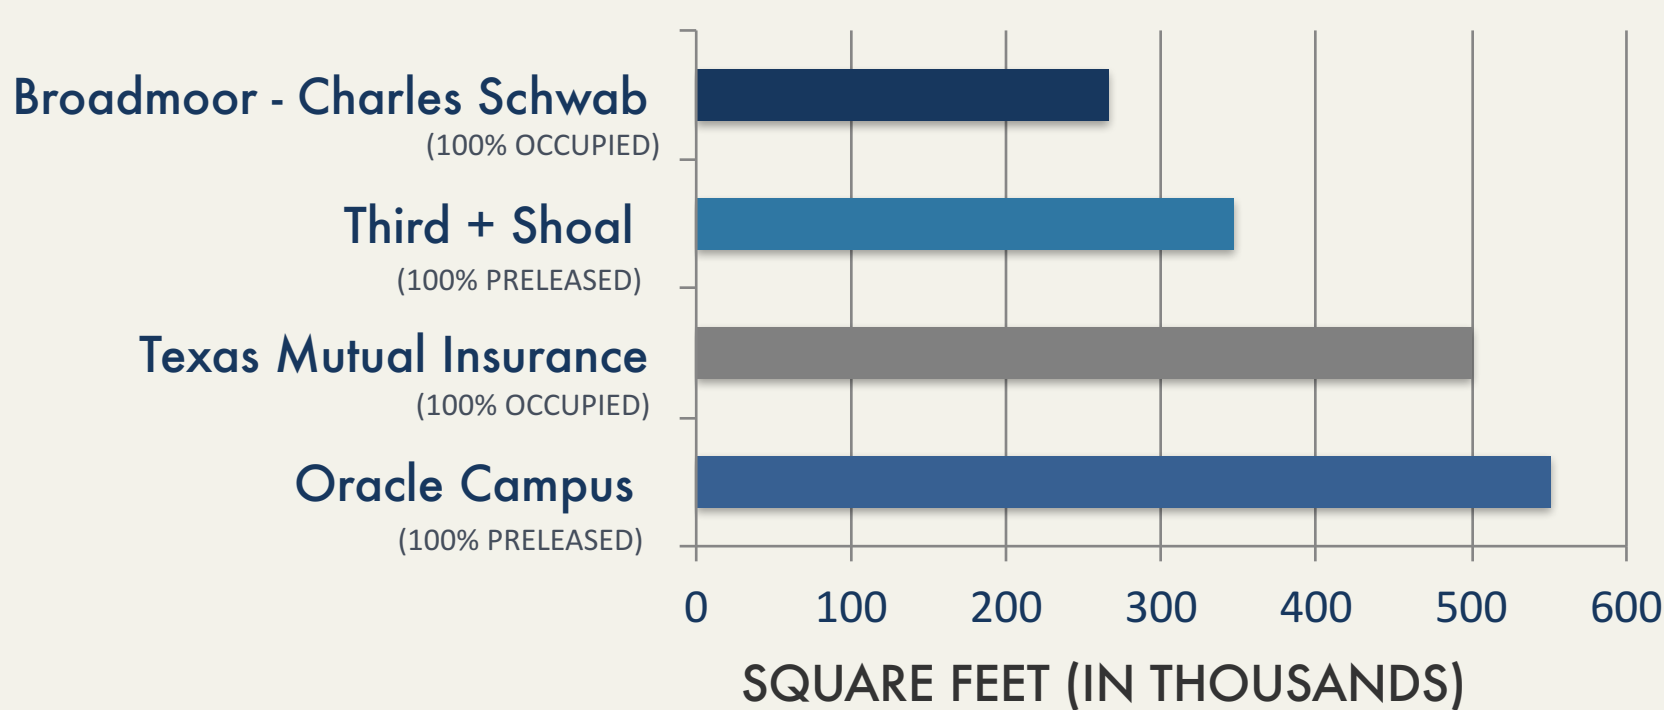 Broadmoor - Charles Schwab
(100% OCCUPIED)
Third + Shoal
(100% PRELEASED)
Texas Mutual Insurance
(100% OCCUPIED)
Oracle Campus
(100% PRELEASED)
0 100 200 300 400 500 600
SQUARE FEET (IN THOUSANDS)